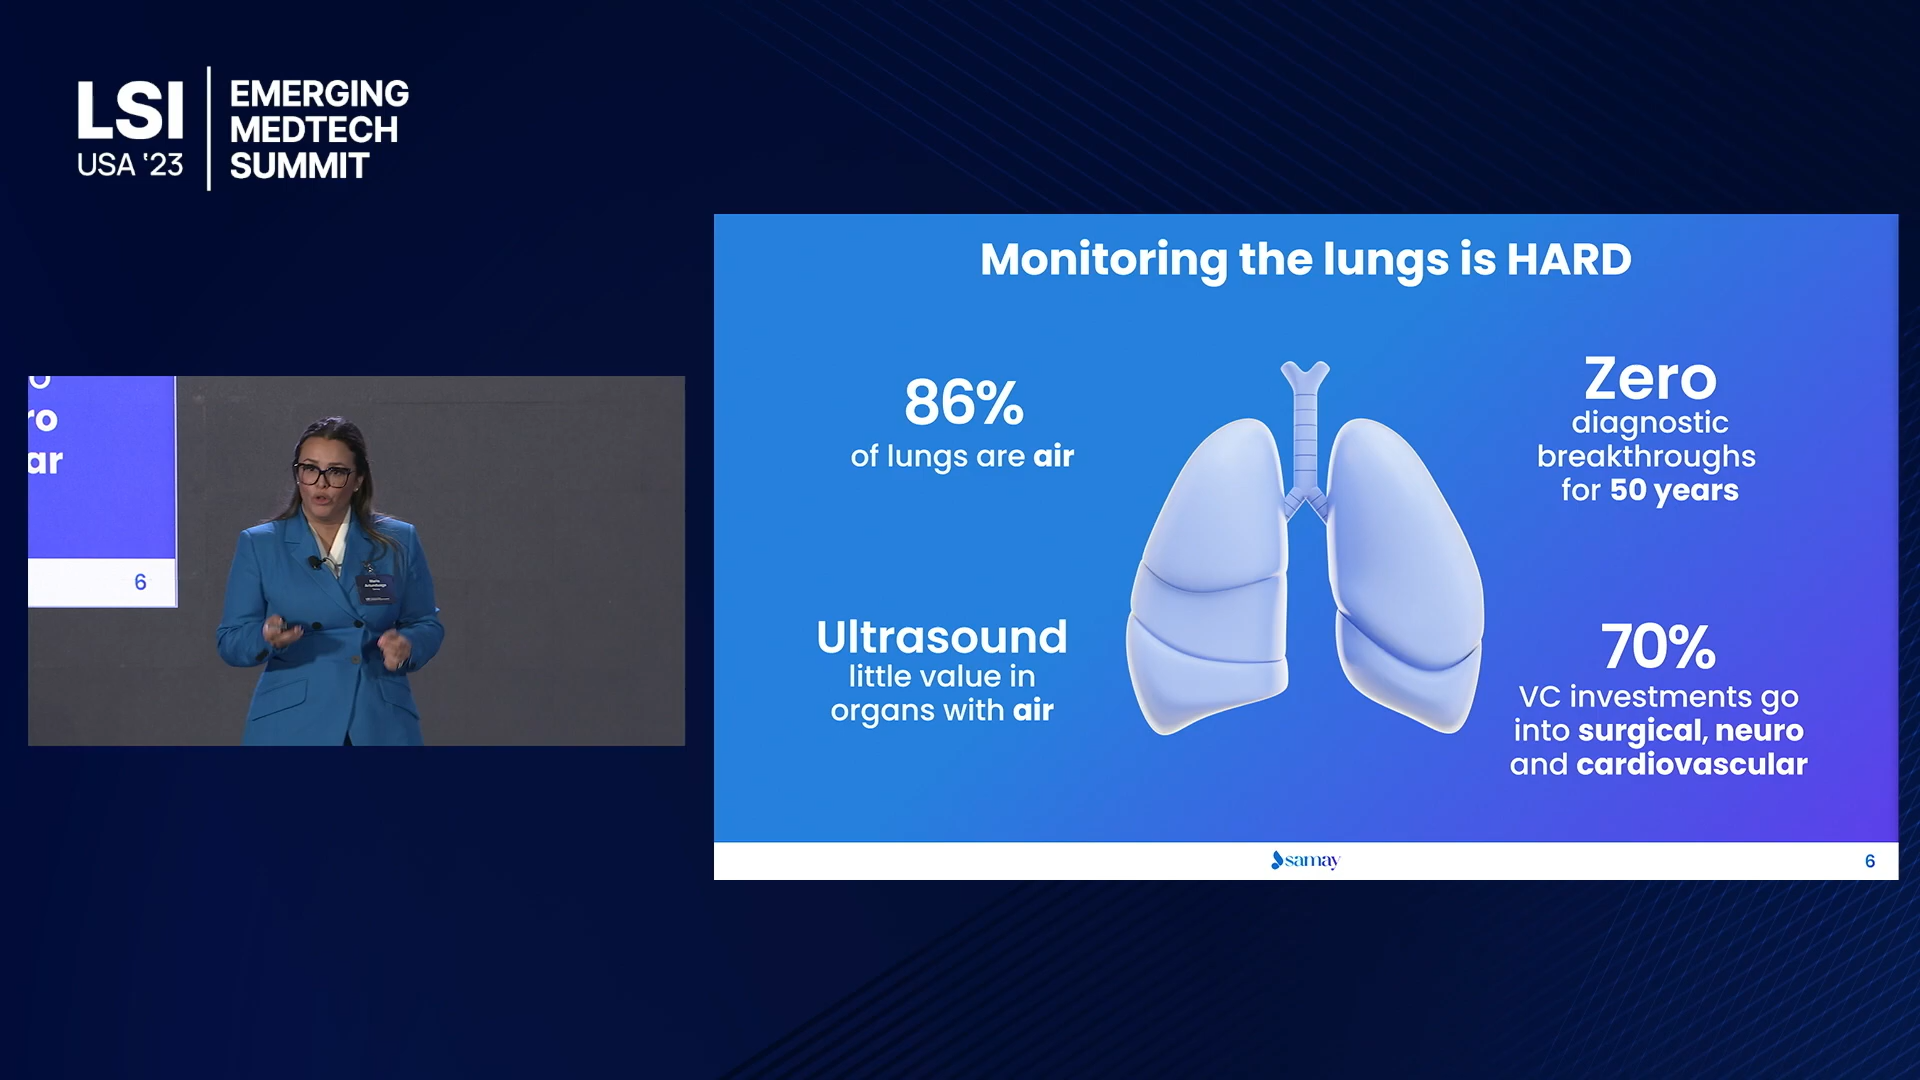 LSI
USA '23
EMERGING
MEDTECH
SUMMIT
ro
ar
6
Monitoring the lungs is HARD
86%
of lungs are air
Zero
diagnostic
breakthroughs
for 50 years
Ultrasound
little value in
organs with air
70%
VC investments go
into surgical, neuro
and cardiovascular
samay
6